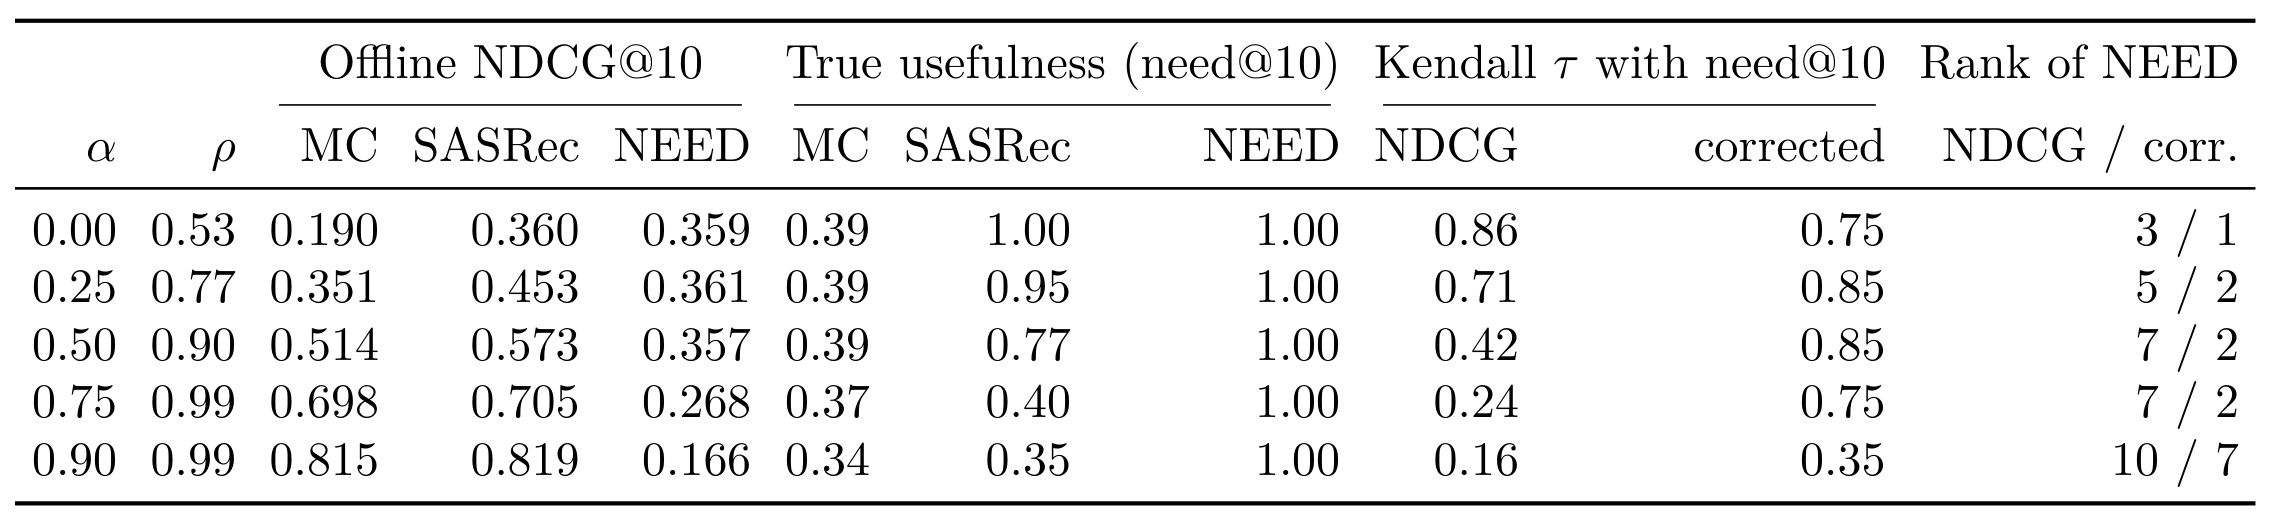 Offline NDCG@10 True usefulness (need@10) Kendall τ with need@10 Rank of NEED
α ρ MC SASRec NEED MC SASRec NEED NDCG corrected NDCG / corr.
0.00 0.53 0.190 0.360 0.359 0.39 1.00 1.00 0.86 0.75 3 / 1
0.25 0.77 0.351 0.453 0.361 0.39 0.95 1.00 0.71 0.85 5 / 2
0.50 0.90 0.514 0.573 0.357 0.39 0.77 1.00 0.42 0.85 7 / 2
0.75 0.99 0.698 0.705 0.268 0.37 0.40 1.00 0.24 0.75 7 / 2
0.90 0.99 0.815 0.819 0.166 0.34 0.35 1.00 0.16 0.35 10 / 7